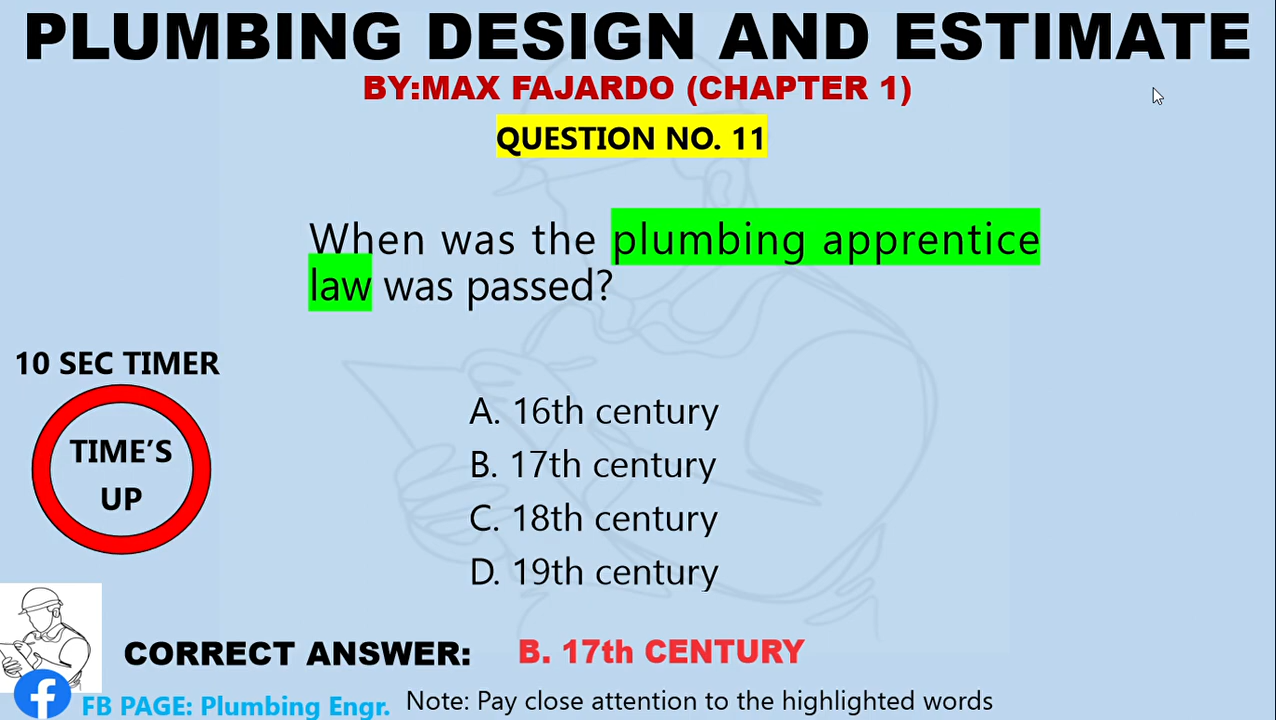 PLUMBING DESIGN AND ESTIMATE
BY:MAX FAJARDO (CHAPTER 1)
QUESTION NO. 11
When was the plumbing apprentice
law was passed?
10 SEC TIMER
TIME’S
UP
A. 16th century
B. 17th century
C. 18th century
D. 19th century
CORRECT ANSWER: B. 17th CENTURY
FB PAGE: Plumbing Engr. Note: Pay close attention to the highlighted words